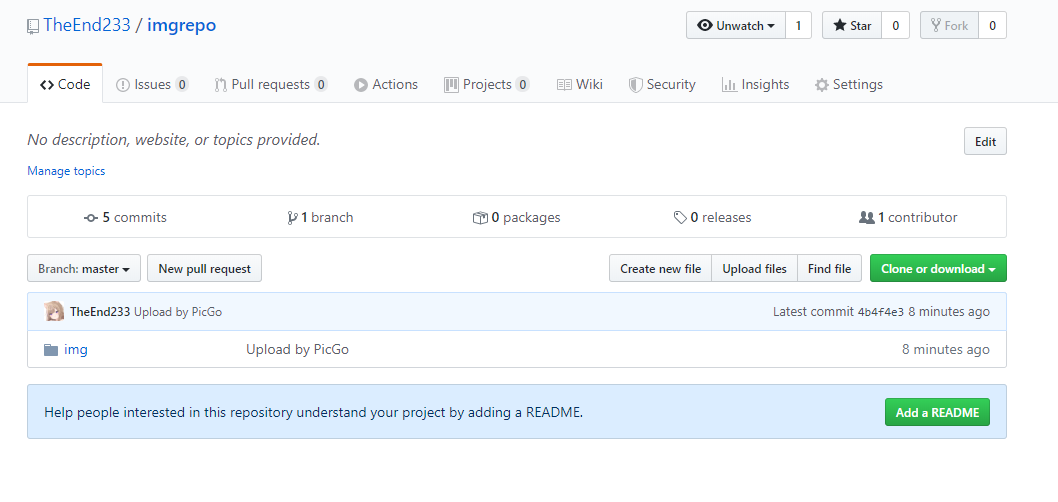 TheEnd233 / imgrepo
Unwatch 1 Star 0 Fork 0
Code Issues 0 Pull requests 0 Actions Projects 0 Wiki Security Insights Settings
No description, website, or topics provided. Edit
Manage topics
5 commits 1 branch 0 packages 0 releases 1 contributor
Branch: master New pull request Create new file Upload files Find file Clone or download
TheEnd233 Upload by PicGo Latest commit 4b4f4e3 8 minutes ago
img Upload by PicGo 8 minutes ago
Help people interested in this repository understand your project by adding a README. Add a README